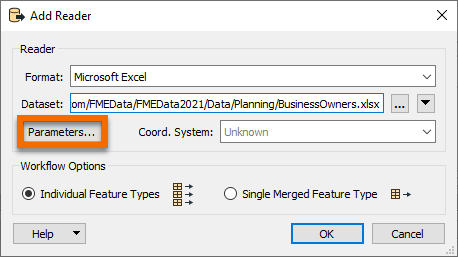 Add Reader
Reader
Format: Microsoft Excel
Dataset: om/FMEData/FMEData2021/Data/Planning/BusinessOwners.xlsx ...
Parameters... Coord. System: Unknown
Workflow Options
Individual Feature Types Single Merged Feature Type
Help OK Cancel